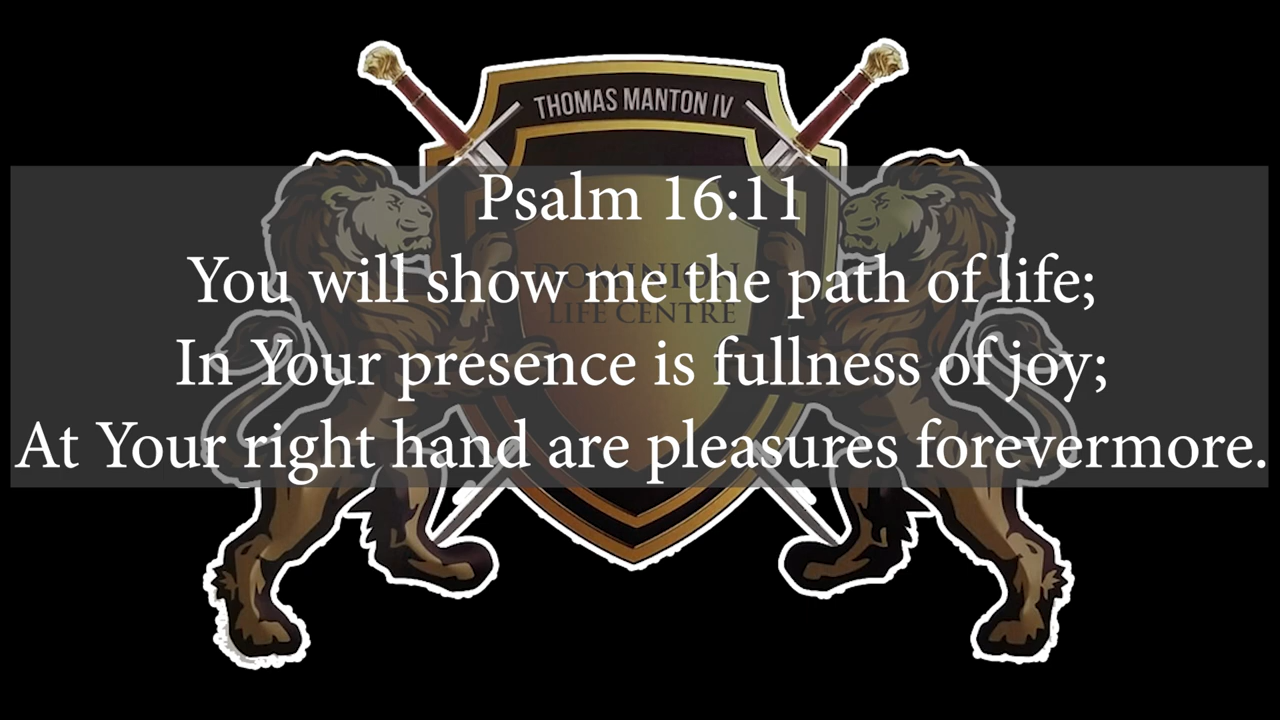 THOMAS MANTON IV
Psalm 16:11
You will show me the path of life;
DOMINION
LIFE CENTRE
In Your presence is fullness of joy;
At Your right hand are pleasures forevermore.